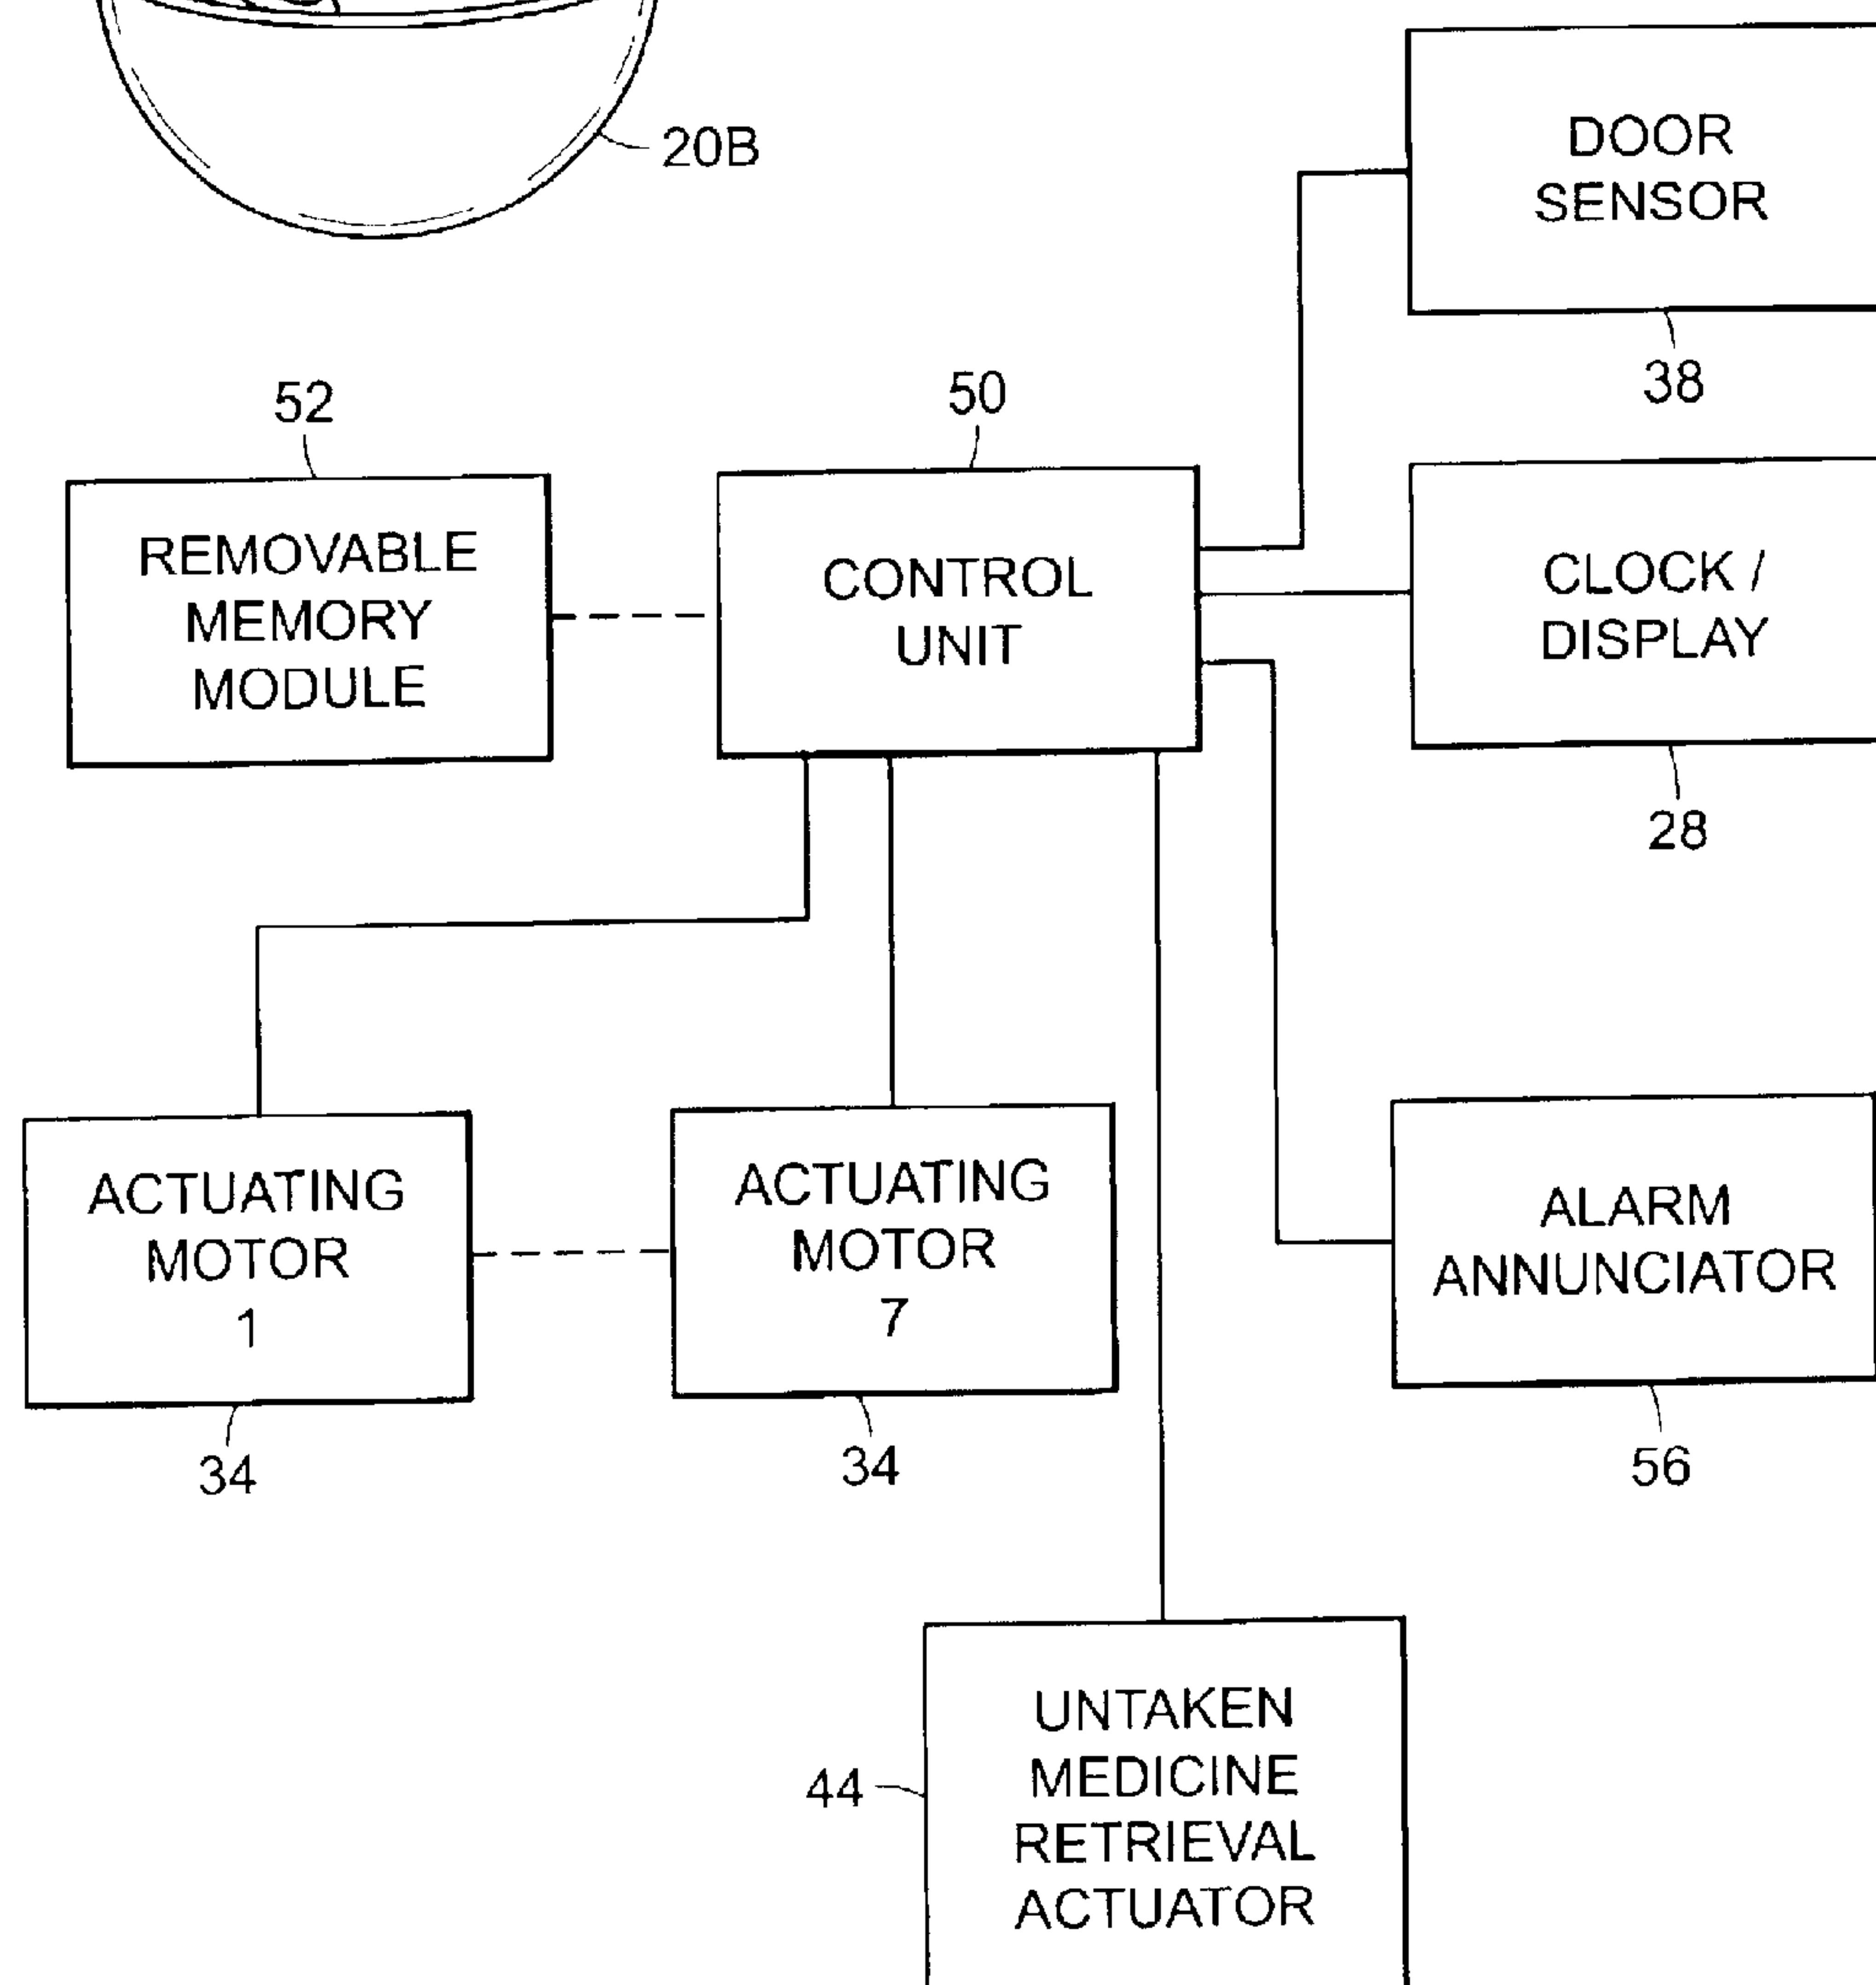 20B
DOOR
SENSOR
38
52
50
REMOVABLE
MEMORY
MODULE
CONTROL
UNIT
CLOCK /
DISPLAY
28
ACTUATING
MOTOR
1
34
ACTUATING
MOTOR
7
34
ALARM
ANNUNCIATOR
56
44
UNTAKEN
MEDICINE
RETRIEVAL
ACTUATOR